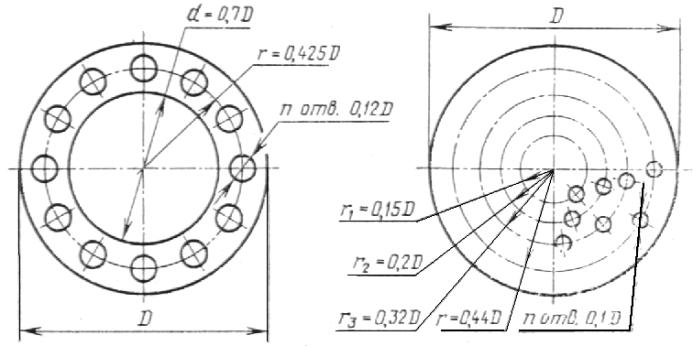 d = 0,7D
r = 0,425D
n отв. 0,12D
D
D
r₁ = 0,15D
r₂ = 0,2D
r₃ = 0,32D
r = 0,44D
n отв. 0,1D